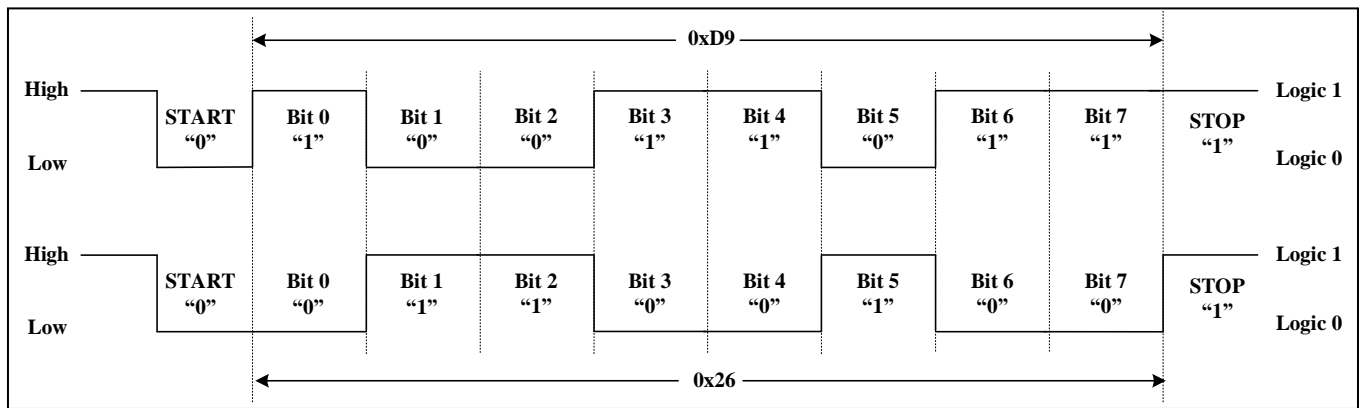 0xD9
High START Bit 0 Bit 1 Bit 2 Bit 3 Bit 4 Bit 5 Bit 6 Bit 7 STOP Logic 1
“0” “1” “0” “0” “1” “1” “0” “1” “1” “1”
Low Logic 0
High START Bit 0 Bit 1 Bit 2 Bit 3 Bit 4 Bit 5 Bit 6 Bit 7 STOP Logic 1
“0” “0” “1” “1” “0” “0” “1” “0” “0” “1”
Low Logic 0
0x26